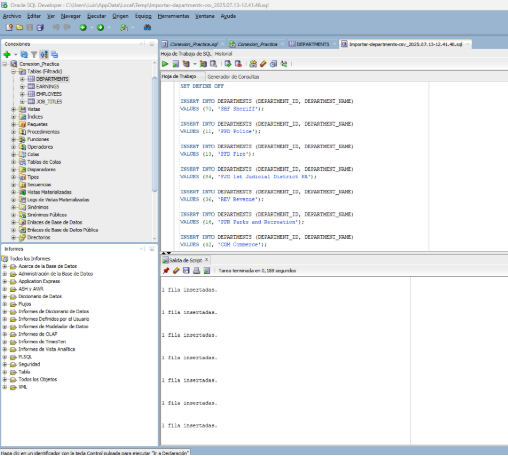 Oracle SQL Developer : C:\Users\Luis\AppData\Local\Temp\Importer-departments-csv_2025.07.13-12.41.48.sql
Archivo Editar Ver Navegar Ejecutar Origen Equipo Herramientas Ventana Ayuda
Conexiones
Conexion_Practica
Tablas (Filtrado)
DEPARTMENTS
EARNINGS
EMPLOYEES
JOB_TITLES
Vistas
Índices
Paquetes
Procedimientos
Funciones
Operadores
Colas
Tablas de Colas
Disparadores
Tipos
Secuencias
Vistas Materializadas
Logs de Vistas Materializadas
Sinónimos
Sinónimos Públicos
Enlaces de Base de Datos
Enlaces de Base de Datos Pública
Directorios
Informes
Todos los Informes
Acerca de la Base de Datos
Administración de la Base de Datos
Application Express
ASH y AWR
Diccionario de Datos
Flujos
Informes de Diccionario de Datos
Informes Definidos por el Usuario
Informes de Modelador de Datos
Informes de OLAP
Informes de TimesTen
Informes de Vista Analítica
PLSQL
Seguridad
Tabla
Todos los Objetos
XML
Conexion_Practica.sql Conexion_Practica DEPARTMENTS Importer-departments-csv_2025.07.13-12.41.48.sql
Hoja de Trabajo de SQL Historial
Hoja de Trabajo Generador de Consultas
SET DEFINE OFF
INSERT INTO DEPARTMENTS (DEPARTMENT_ID, DEPARTMENT_NAME)
VALUES (70, 'SHF Sheriff');
INSERT INTO DEPARTMENTS (DEPARTMENT_ID, DEPARTMENT_NAME)
VALUES (11, 'PPD Police');
INSERT INTO DEPARTMENTS (DEPARTMENT_ID, DEPARTMENT_NAME)
VALUES (13, 'PFD Fire');
INSERT INTO DEPARTMENTS (DEPARTMENT_ID, DEPARTMENT_NAME)
VALUES (84, 'FJD 1st Judicial District PA');
INSERT INTO DEPARTMENTS (DEPARTMENT_ID, DEPARTMENT_NAME)
VALUES (36, 'REV Revenue');
INSERT INTO DEPARTMENTS (DEPARTMENT_ID, DEPARTMENT_NAME)
VALUES (16, 'PPR Parks and Recreation');
INSERT INTO DEPARTMENTS (DEPARTMENT_ID, DEPARTMENT_NAME)
VALUES (42, 'COM Commerce');
Salida de Script
Tarea terminada en 0,188 segundos
1 fila insertadas.
1 fila insertadas.
1 fila insertadas.
1 fila insertadas.
1 fila insertadas.
1 fila insertadas.
1 fila insertadas.
Haga clic en un identificador con la tecla Control pulsada para ejecutar "Ir a Declaración"